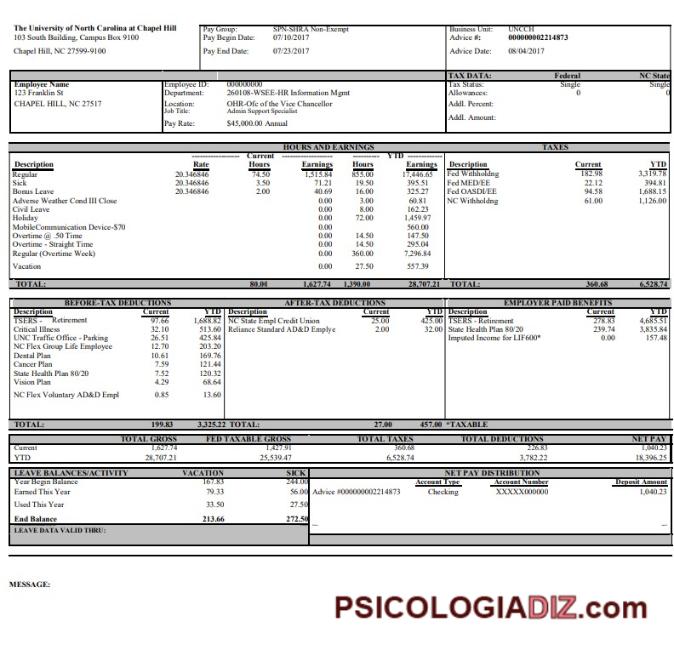 The University of North Carolina at Chapel Hill
103 South Building, Campus Box 9100
Chapel Hill, NC 27599-9100
Pay Group: SPN-SHRA Non-Exempt
Pay Begin Date: 07/10/2017
Pay End Date: 07/23/2017
Business Unit: UNCCH
Advice #: 000000002214873
Advice Date: 08/04/2017
Employee Name
123 Franklin St
CHAPEL HILL, NC 27517
Employee ID: 000000000
Department: 260108-WSEE-HR Information Mgmt
Location: OHR-Ofc of the Vice Chancellor
Job Title: Admin Support Specialist
Pay Rate: $45,000.00 Annual
TAX DATA: Federal NC State
Tax Status: Single Single
Allowances: 0 0
Addl. Percent:
Addl. Amount:
HOURS AND EARNINGS
Current YTD
Description Rate Hours Earnings Hours Earnings
Regular 20.346846 74.50 1,515.84 855.00 17,446.65
Sick 20.346846 3.50 71.21 19.50 395.51
Bonus Leave 20.346846 2.00 40.69 16.00 325.27
Adverse Weather Cond III Close 0.00 3.00 60.81
Civil Leave 0.00 8.00 162.23
Holiday 0.00 72.00 1,459.97
MobileCommunication Device-$70 0.00 560.00
Overtime @ .50 Time 0.00 14.50 147.50
Overtime - Straight Time 0.00 14.50 295.04
Regular (Overtime Week) 0.00 360.00 7,296.84
Vacation 0.00 27.50 557.39
TOTAL: 80.00 1,627.74 1,390.00 28,707.21
TAXES
Description Current YTD
Fed Withholdng 182.98 3,319.78
Fed MED/EE 22.12 394.81
Fed OASDI/EE 94.58 1,688.15
NC Withholdng 61.00 1,126.00
TOTAL: 360.68 6,528.74
BEFORE-TAX DEDUCTIONS
Description Current YTD
TSERS - Retirement 97.66 1,688.82
Critical Illness 32.10 513.60
UNC Traffic Office - Parking 26.51 425.84
NC Flex Group Life Employee 12.70 203.20
Dental Plan 10.61 169.76
Cancer Plan 7.59 121.44
State Health Plan 80/20 7.52 120.32
Vision Plan 4.29 68.64
NC Flex Voluntary AD&D Empl 0.85 13.60
TOTAL: 199.83 3,325.22
AFTER-TAX DEDUCTIONS
Description Current YTD
NC State Empl Credit Union 25.00 425.00
Reliance Standard AD&D Emplye 2.00 32.00
TOTAL: 27.00 457.00
EMPLOYER PAID BENEFITS
Description Current YTD
TSERS - Retirement 278.83 4,685.51
State Health Plan 80/20 239.74 3,835.84
Imputed Income for LIF600* 0.00 157.48
*TAXABLE
TOTAL GROSS FED TAXABLE GROSS TOTAL TAXES TOTAL DEDUCTIONS NET PAY
Current 1,627.74 1,427.91 360.68 226.83 1,040.23
YTD 28,707.21 25,539.47 6,528.74 3,782.22 18,396.25
LEAVE BALANCES/ACTIVITY VACATION SICK
Year Begin Balance 167.83 244.00
Earned This Year 79.33 56.00
Used This Year 33.50 27.50
End Balance 213.66 272.50
LEAVE DATA VALID THRU:
NET PAY DISTRIBUTION
Account Type Account Number Deposit Amount
Advice #000000002214873 Checking XXXXX000000 1,040.23
MESSAGE:
PSICOLOGIADIZ.com